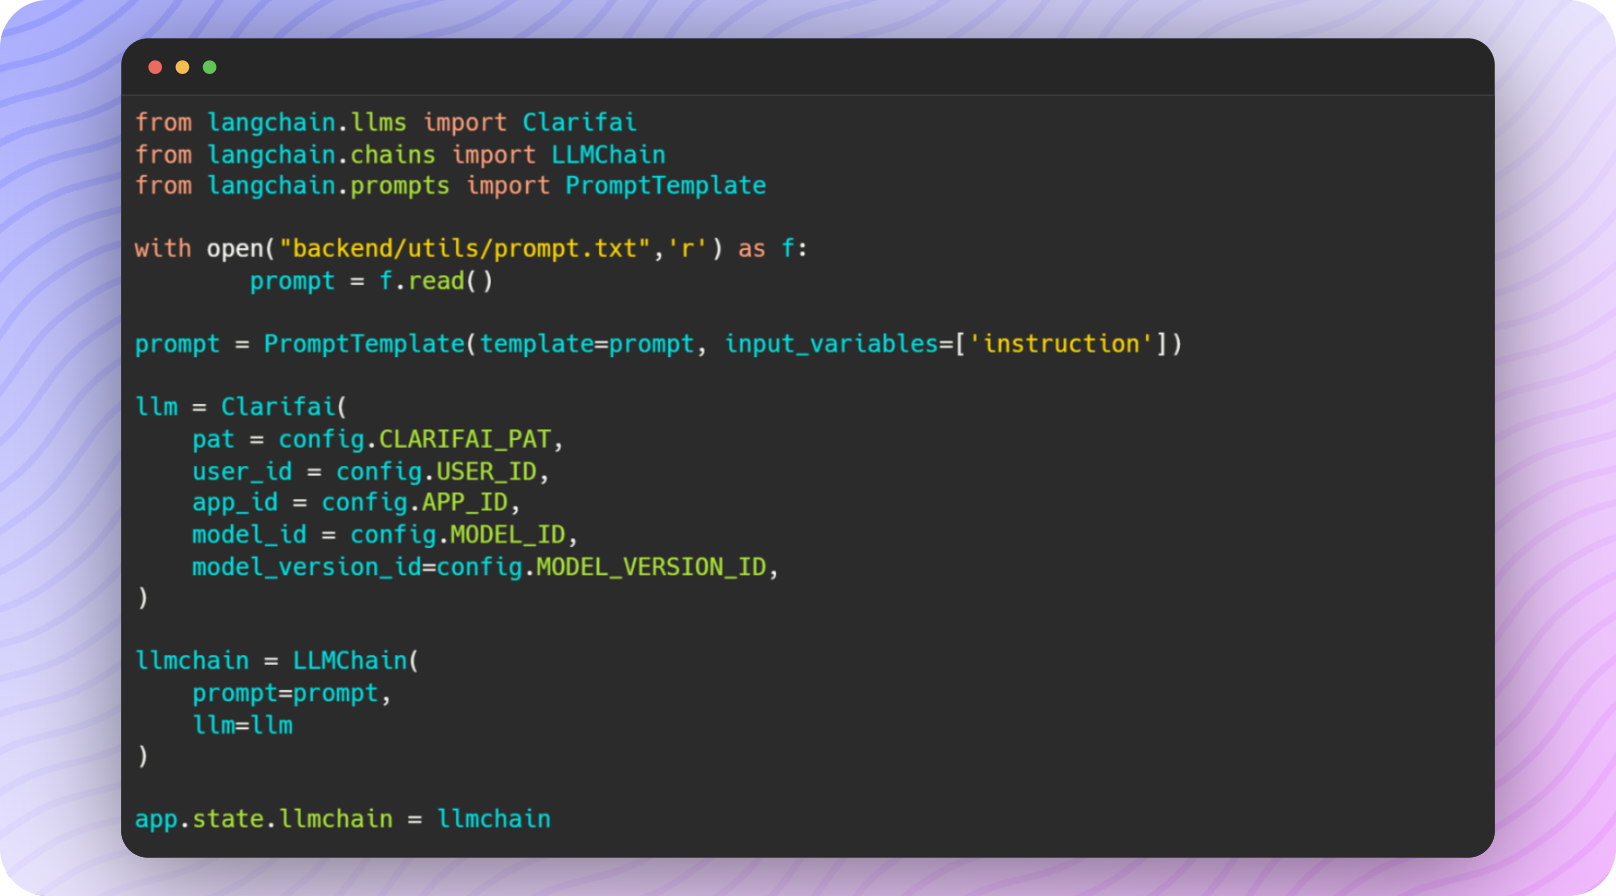 from langchain.llms import Clarifai
from langchain.chains import LLMChain
from langchain.prompts import PromptTemplate

with open("backend/utils/prompt.txt",'r') as f:
        prompt = f.read()

prompt = PromptTemplate(template=prompt, input_variables=['instruction'])

llm = Clarifai(
    pat = config.CLARIFAI_PAT,
    user_id = config.USER_ID,
    app_id = config.APP_ID,
    model_id = config.MODEL_ID,
    model_version_id=config.MODEL_VERSION_ID,
)

llmchain = LLMChain(
    prompt=prompt,
    llm=llm
)

app.state.llmchain = llmchain